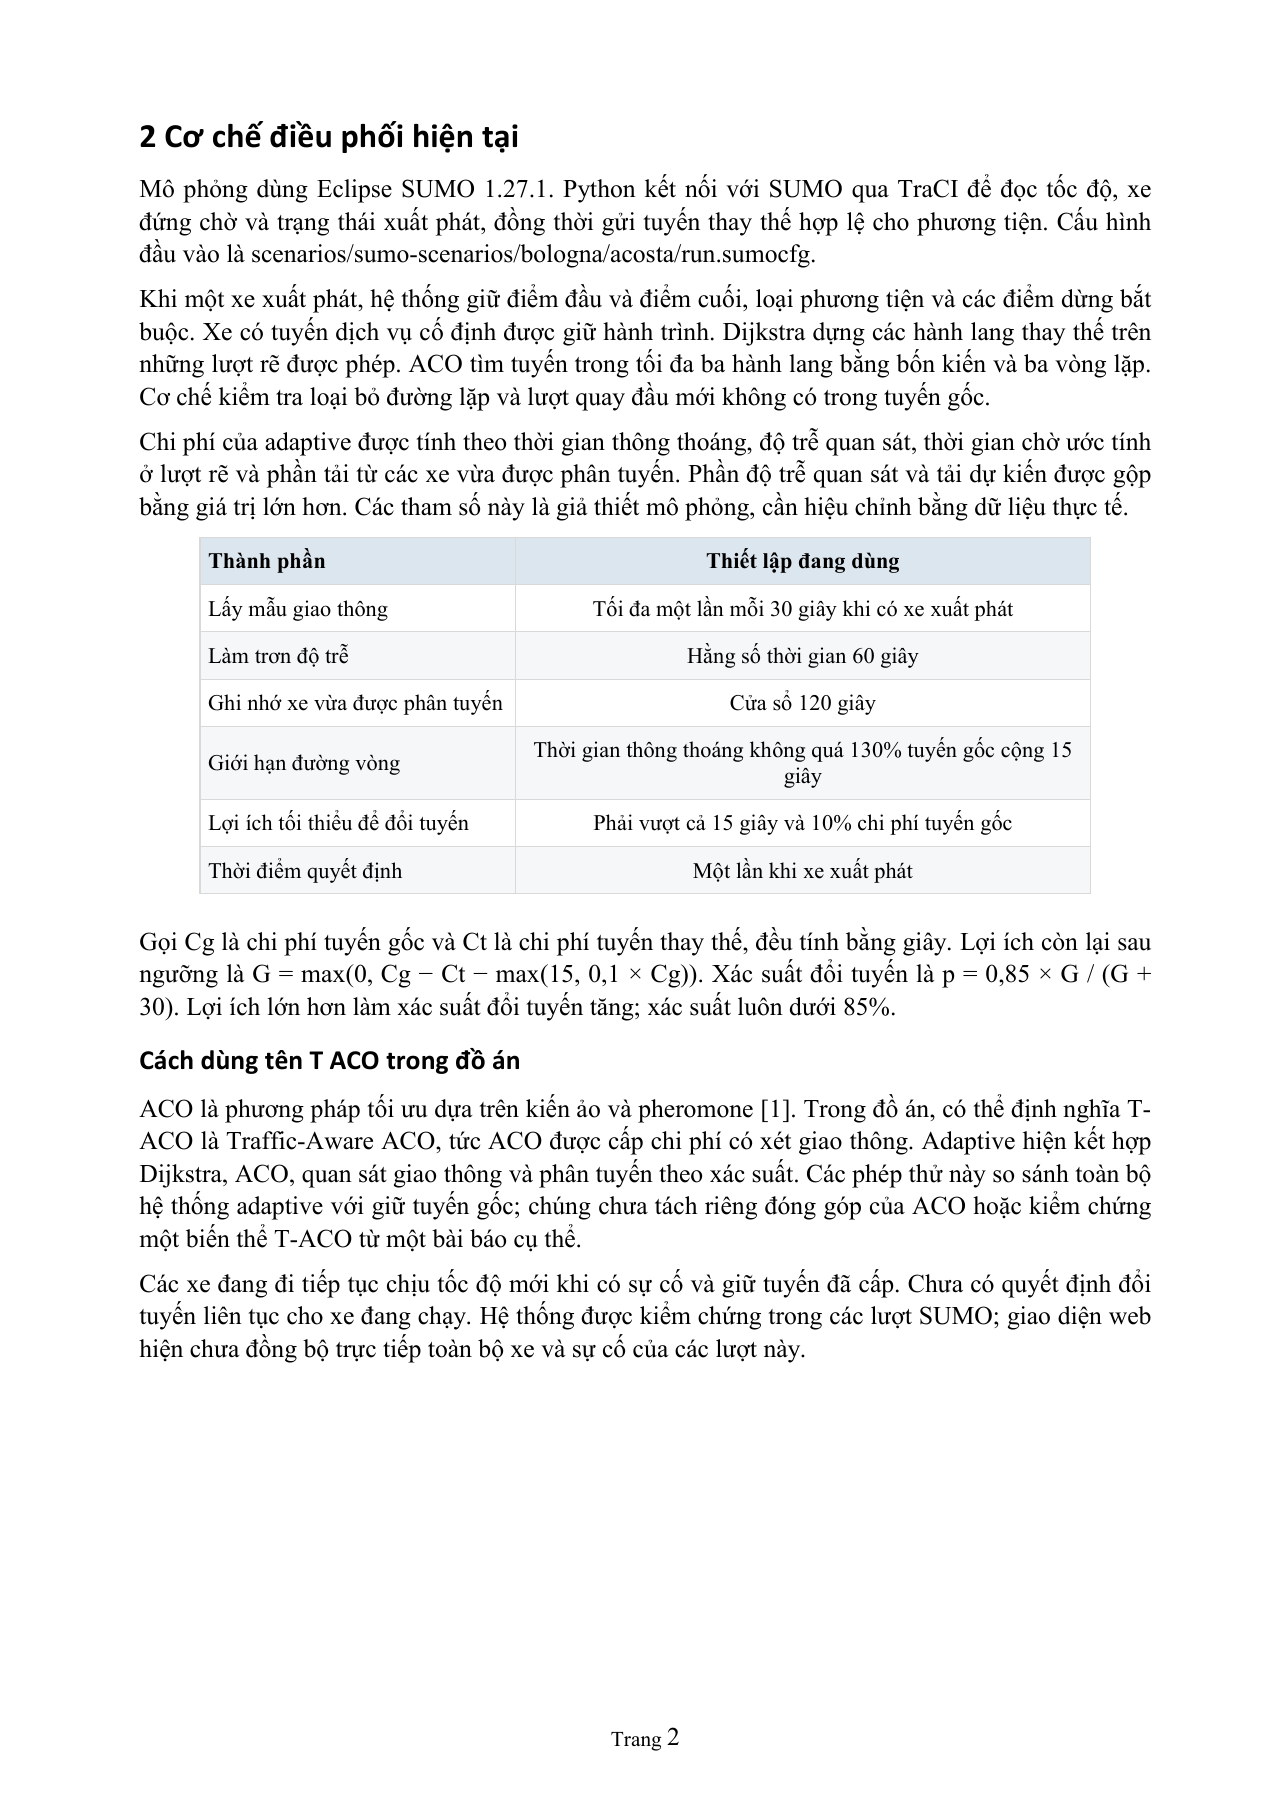 2 Cơ chế điều phối hiện tại
Mô phỏng dùng Eclipse SUMO 1.27.1. Python kết nối với SUMO qua TraCI để đọc tốc độ, xe
đứng chờ và trạng thái xuất phát, đồng thời gửi tuyến thay thế hợp lệ cho phương tiện. Cấu hình
đầu vào là scenarios/sumo-scenarios/bologna/acosta/run.sumocfg.
Khi một xe xuất phát, hệ thống giữ điểm đầu và điểm cuối, loại phương tiện và các điểm dừng bắt
buộc. Xe có tuyến dịch vụ cố định được giữ hành trình. Dijkstra dựng các hành lang thay thế trên
những lượt rẽ được phép. ACO tìm tuyến trong tối đa ba hành lang bằng bốn kiến và ba vòng lặp.
Cơ chế kiểm tra loại bỏ đường lặp và lượt quay đầu mới không có trong tuyến gốc.
Chi phí của adaptive được tính theo thời gian thông thoáng, độ trễ quan sát, thời gian chờ ước tính
ở lượt rẽ và phần tải từ các xe vừa được phân tuyến. Phần độ trễ quan sát và tải dự kiến được gộp
bằng giá trị lớn hơn. Các tham số này là giả thiết mô phỏng, cần hiệu chỉnh bằng dữ liệu thực tế.
Thành phần Thiết lập đang dùng
Lấy mẫu giao thông Tối đa một lần mỗi 30 giây khi có xe xuất phát
Làm trơn độ trễ Hằng số thời gian 60 giây
Ghi nhớ xe vừa được phân tuyến Cửa sổ 120 giây
Giới hạn đường vòng Thời gian thông thoáng không quá 130% tuyến gốc cộng 15
giây
Lợi ích tối thiểu để đổi tuyến Phải vượt cả 15 giây và 10% chi phí tuyến gốc
Thời điểm quyết định Một lần khi xe xuất phát
Gọi Cg là chi phí tuyến gốc và Ct là chi phí tuyến thay thế, đều tính bằng giây. Lợi ích còn lại sau
ngưỡng là G = max(0, Cg − Ct − max(15, 0,1 × Cg)). Xác suất đổi tuyến là p = 0,85 × G / (G +
30). Lợi ích lớn hơn làm xác suất đổi tuyến tăng; xác suất luôn dưới 85%.
Cách dùng tên T ACO trong đồ án
ACO là phương pháp tối ưu dựa trên kiến ảo và pheromone [1]. Trong đồ án, có thể định nghĩa T-
ACO là Traffic-Aware ACO, tức ACO được cấp chi phí có xét giao thông. Adaptive hiện kết hợp
Dijkstra, ACO, quan sát giao thông và phân tuyến theo xác suất. Các phép thử này so sánh toàn bộ
hệ thống adaptive với giữ tuyến gốc; chúng chưa tách riêng đóng góp của ACO hoặc kiểm chứng
một biến thể T-ACO từ một bài báo cụ thể.
Các xe đang đi tiếp tục chịu tốc độ mới khi có sự cố và giữ tuyến đã cấp. Chưa có quyết định đổi
tuyến liên tục cho xe đang chạy. Hệ thống được kiểm chứng trong các lượt SUMO; giao diện web
hiện chưa đồng bộ trực tiếp toàn bộ xe và sự cố của các lượt này.
Trang 2